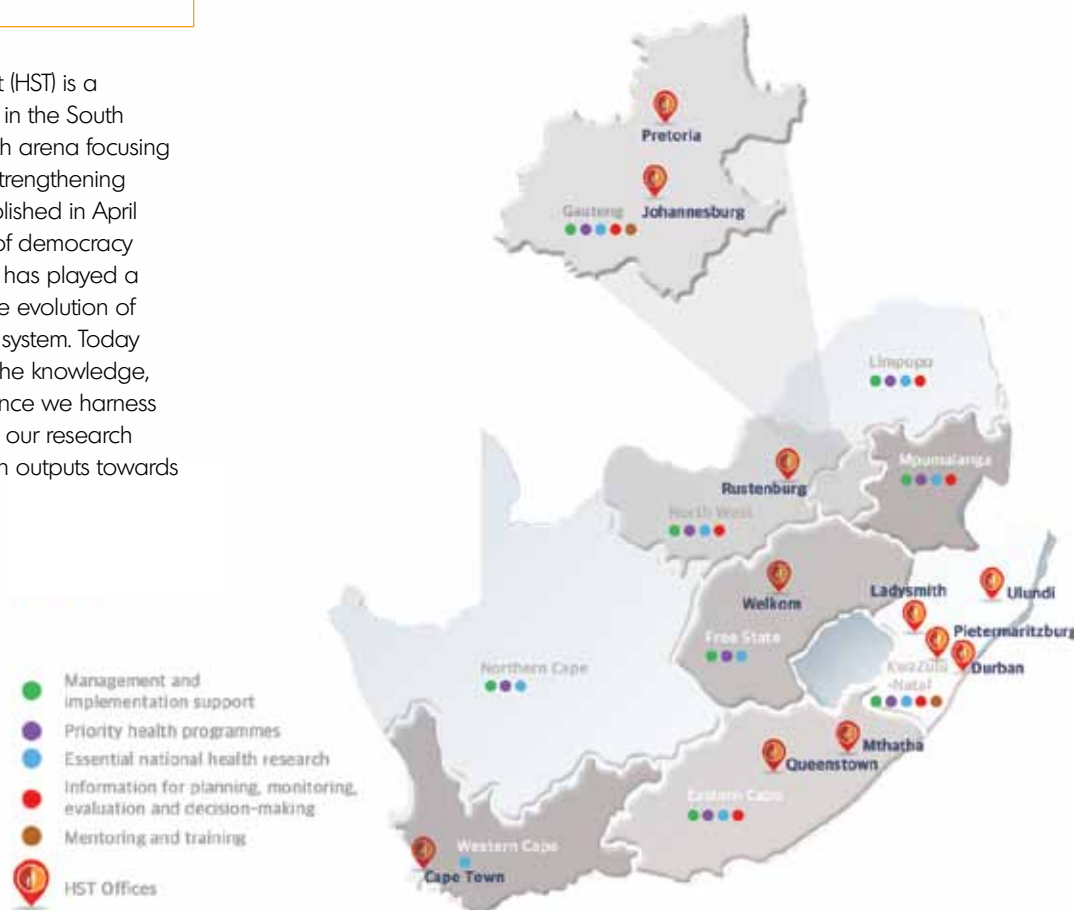 t (HST) is a
in the South
h arena focusing
trengthening
blished in April
of democracy
has played a
e evolution of
system. Today
he knowledge,
nce we harness
our research
h outputs towards
Pretoria
Gauteng
Johannesburg
Limpopo
Mpumalanga
Rustenburg
North West
Welkom
Ladysmith
Ulundi
Free State
Pietermaritzburg
Durban
KwaZulu
-Natal
Northern Cape
Mthatha
Queenstown
Eastern Cape
Western Cape
Cape Town
Management and
implementation support
Priority health programmes
Essential national health research
Information for planning, monitoring,
evaluation and decision-making
Mentoring and training
HST Offices